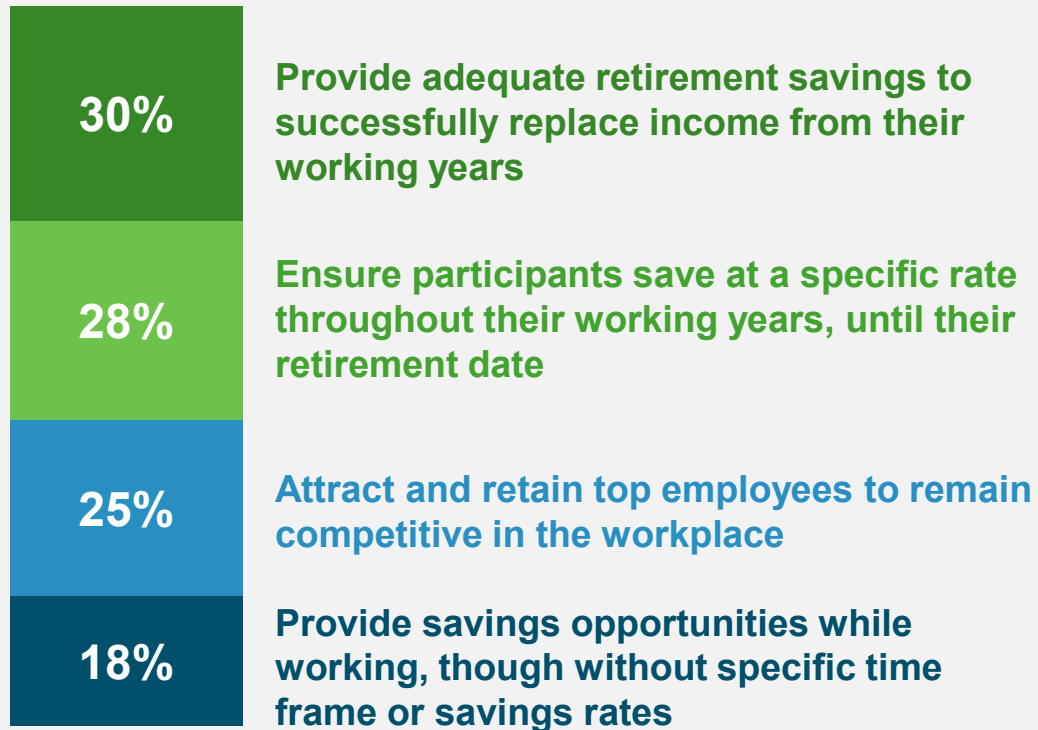 30%
Provide adequate retirement savings to
successfully replace income from their
working years
28%
Ensure participants save at a specific rate
throughout their working years, until their
retirement date
25%
Attract and retain top employees to remain
competitive in the workplace
18%
Provide savings opportunities while
working, though without specific time
frame or savings rates